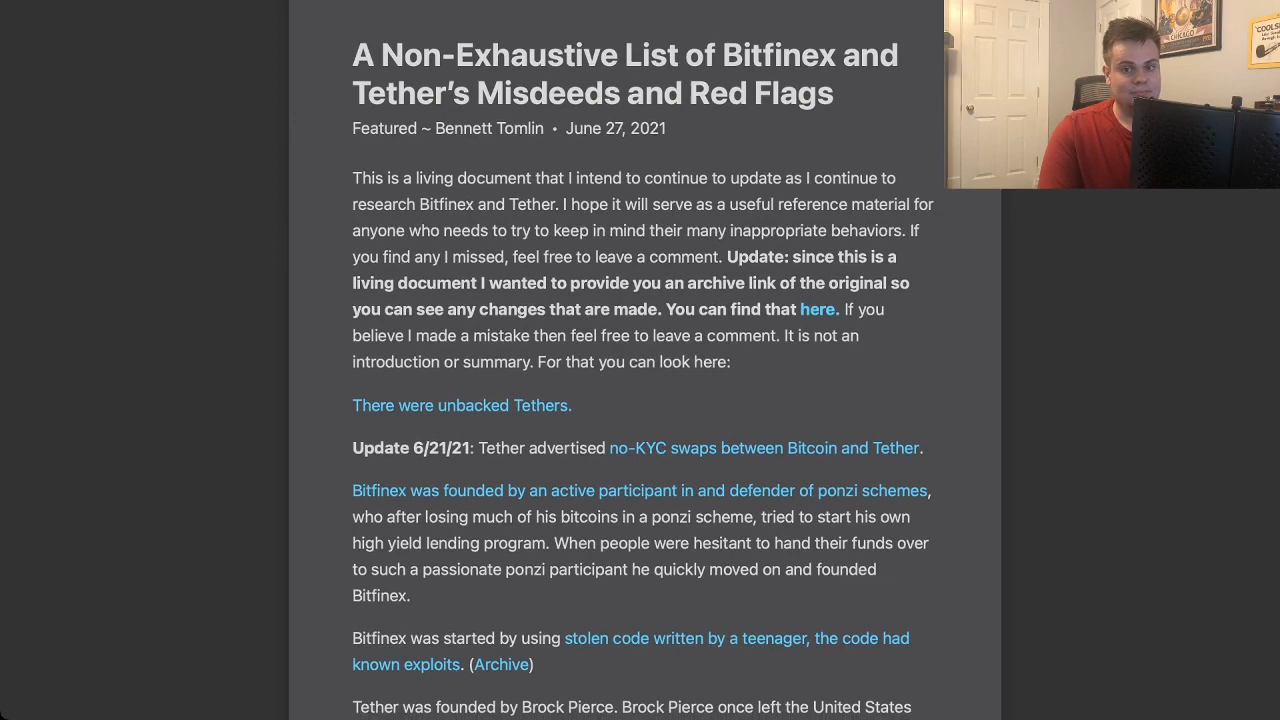 A Non-Exhaustive List of Bitfinex and
Tether’s Misdeeds and Red Flags
Featured ~ Bennett Tomlin • June 27, 2021
This is a living document that I intend to continue to update as I continue to
research Bitfinex and Tether. I hope it will serve as a useful reference material for
anyone who needs to try to keep in mind their many inappropriate behaviors. If
you find any I missed, feel free to leave a comment. Update: since this is a
living document I wanted to provide you an archive link of the original so
you can see any changes that are made. You can find that here. If you
believe I made a mistake then feel free to leave a comment. It is not an
introduction or summary. For that you can look here:
There were unbacked Tethers.
Update 6/21/21: Tether advertised no-KYC swaps between Bitcoin and Tether.
Bitfinex was founded by an active participant in and defender of ponzi schemes,
who after losing much of his bitcoins in a ponzi scheme, tried to start his own
high yield lending program. When people were hesitant to hand their funds over
to such a passionate ponzi participant he quickly moved on and founded
Bitfinex.
Bitfinex was started by using stolen code written by a teenager, the code had
known exploits. (Archive)
Tether was founded by Brock Pierce. Brock Pierce once left the United States
CHICAGO